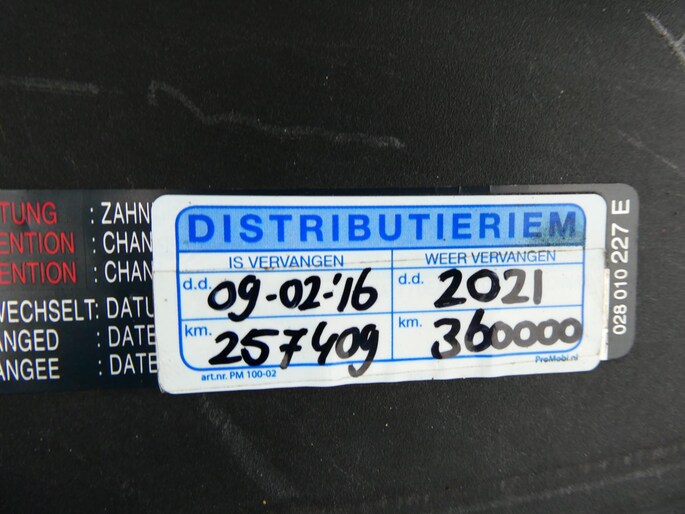 TUNG : ZAHN
ENTION : CHAN
ENTION : CHAN
WECHSELT: DATU
ANGED : DATE
ANGEE : DATE
DISTRIBUTIERIEM
IS VERVANGEN WEER VERVANGEN
d.d. 09-02-'16 d.d. 2021
km. 257409 km. 360000
art.nr. PM 100-02 ProMobi.nl
028 010 227 E